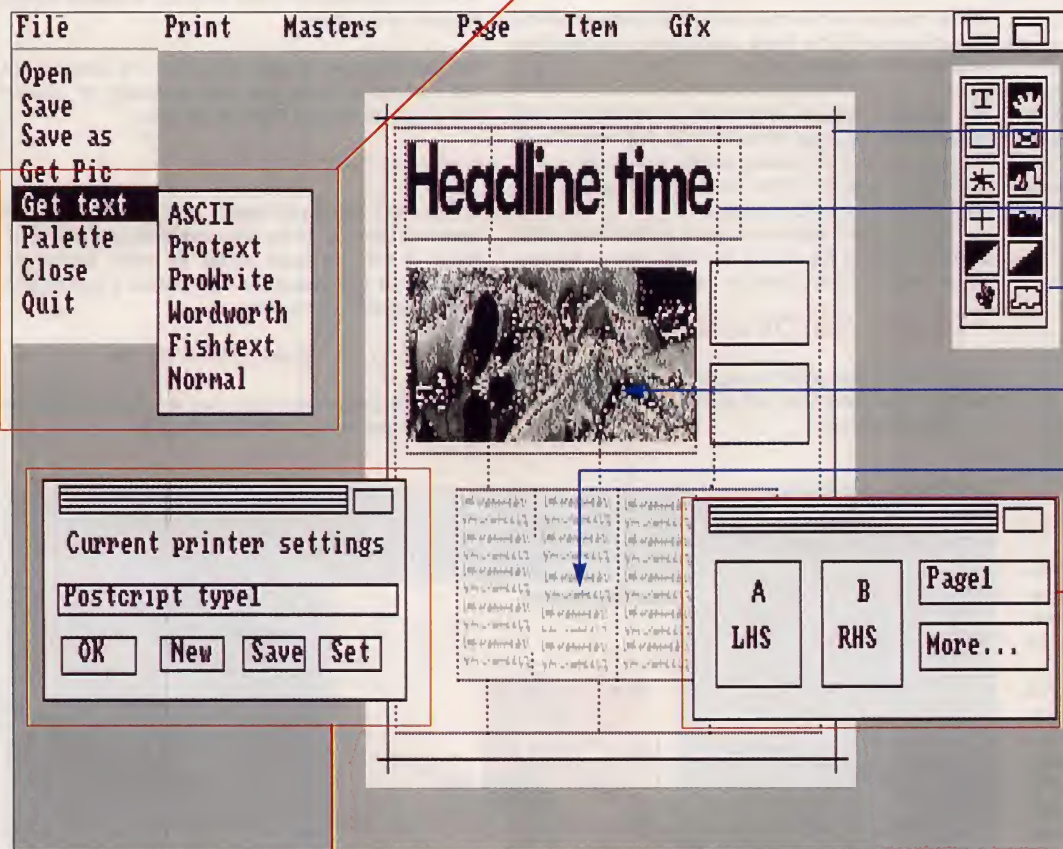 File Print Masters Page Item Gfx
Open
Save
Save as
Get Pic
Get text
Palette
Close
Quit
ASCII
Protext
ProWrite
Wordworth
Fishtext
Normal
T
Headline time
Current printer settings
Postcript type1
OK New Save Set
A
LHS
B
RHS
Page1
More...